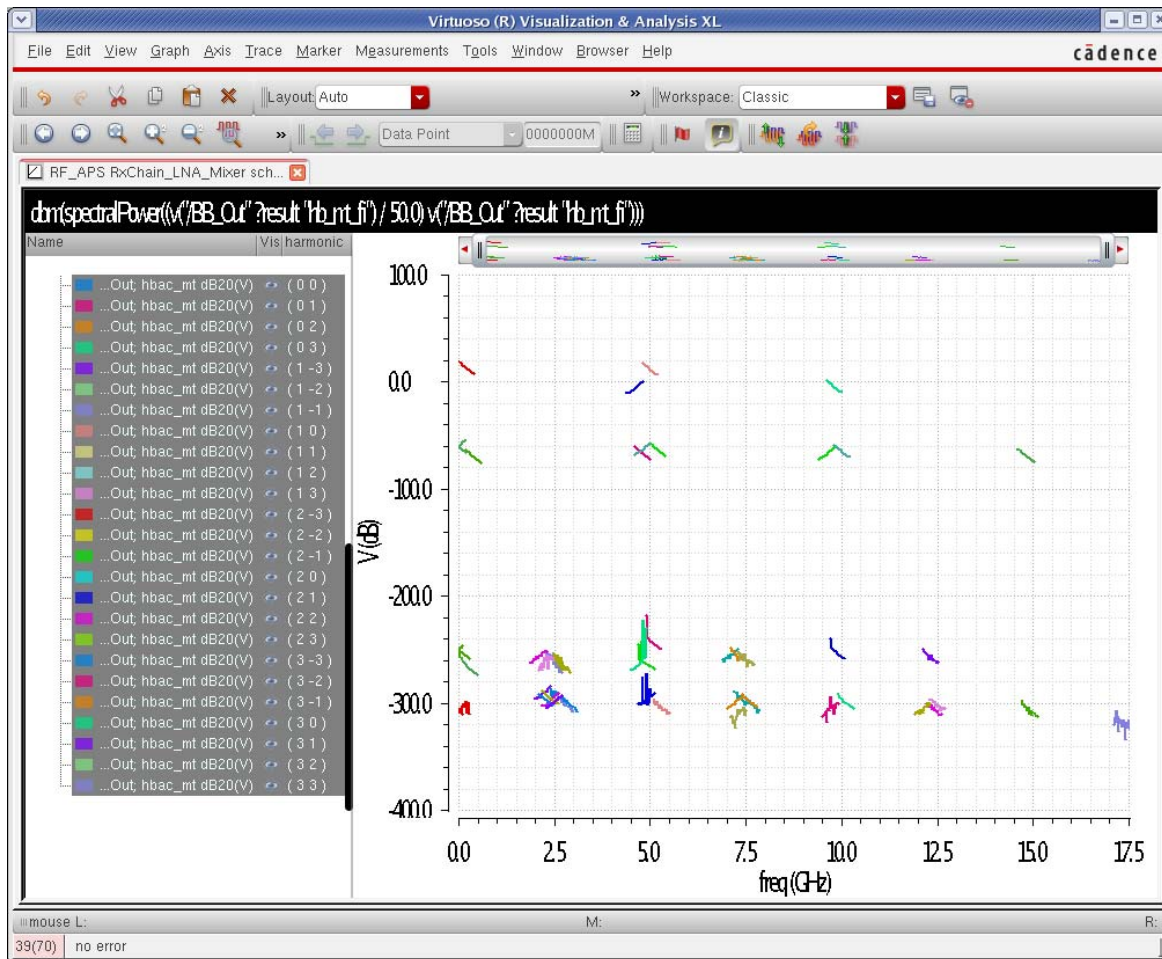 Virtuoso (R) Visualization & Analysis XL
File Edit View Graph Axis Trace Marker Measurements Tools Window Browser Help
cādence
Layout: Auto » Workspace: Classic
» Data Point 0000000M
RF_APS RxChain_LNA_Mixer sch...
dbm(spectralPower((v("/BB_Out" ?result "hb_mt_fi") / 50.0) v("/BB_Out" ?result "hb_mt_fi")))
Name Vis harmonic
...Out; hbac_mt dB20(V) (0 0)
...Out; hbac_mt dB20(V) (0 1)
...Out; hbac_mt dB20(V) (0 2)
...Out; hbac_mt dB20(V) (0 3)
...Out; hbac_mt dB20(V) (1 -3)
...Out; hbac_mt dB20(V) (1 -2)
...Out; hbac_mt dB20(V) (1 -1)
...Out; hbac_mt dB20(V) (1 0)
...Out; hbac_mt dB20(V) (1 1)
...Out; hbac_mt dB20(V) (1 2)
...Out; hbac_mt dB20(V) (1 3)
...Out; hbac_mt dB20(V) (2 -3)
...Out; hbac_mt dB20(V) (2 -2)
...Out; hbac_mt dB20(V) (2 -1)
...Out; hbac_mt dB20(V) (2 0)
...Out; hbac_mt dB20(V) (2 1)
...Out; hbac_mt dB20(V) (2 2)
...Out; hbac_mt dB20(V) (2 3)
...Out; hbac_mt dB20(V) (3 -3)
...Out; hbac_mt dB20(V) (3 -2)
...Out; hbac_mt dB20(V) (3 -1)
...Out; hbac_mt dB20(V) (3 0)
...Out; hbac_mt dB20(V) (3 1)
...Out; hbac_mt dB20(V) (3 2)
...Out; hbac_mt dB20(V) (3 3)
100.0
0.0
-100.0
-200.0
-300.0
-400.0
V (dB)
0.0 2.5 5.0 7.5 10.0 12.5 15.0 17.5
freq (GHz)
mouse L: M: R:
39(70) no error